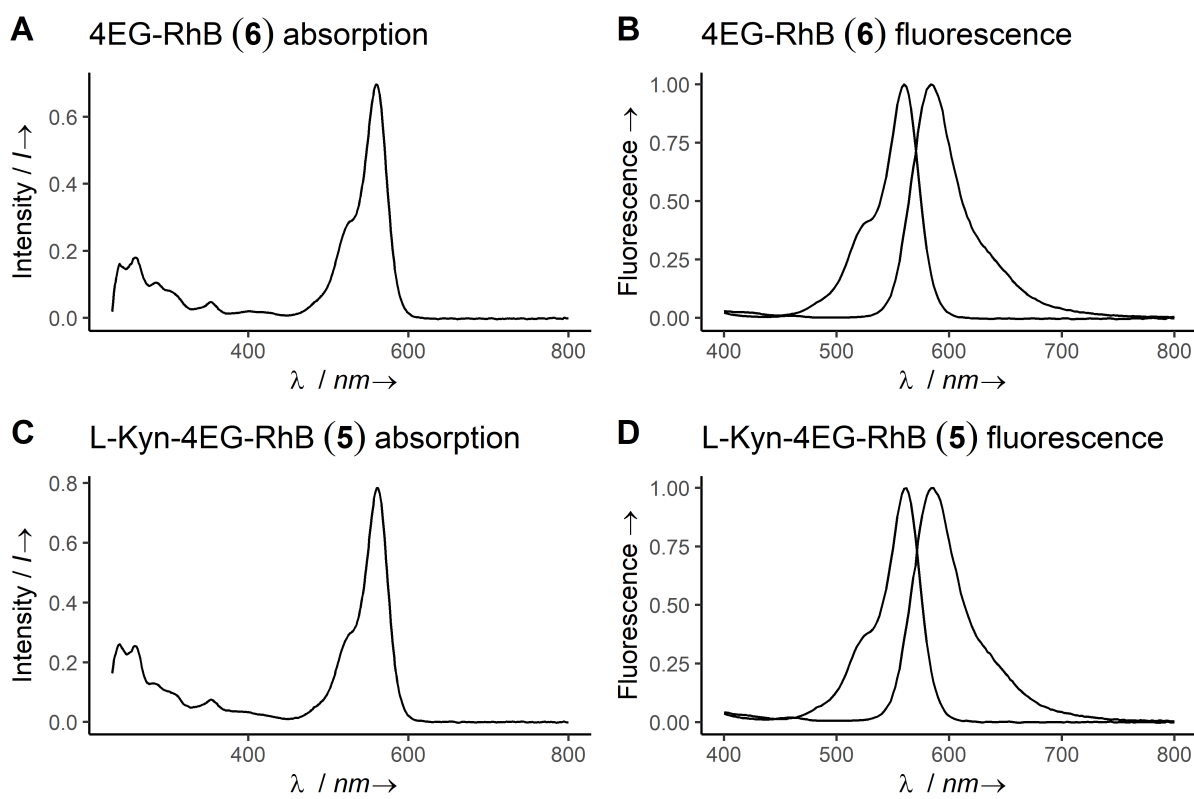 A 4EG-RhB (6) absorption
Intensity / I→
0.6
0.4
0.2
0.0
400 600 800
λ / nm→
B 4EG-RhB (6) fluorescence
Fluorescence →
1.00
0.75
0.50
0.25
0.00
400 500 600 700 800
λ / nm→
C L-Kyn-4EG-RhB (5) absorption
Intensity / I→
0.8
0.6
0.4
0.2
0.0
400 600 800
λ / nm→
D L-Kyn-4EG-RhB (5) fluorescence
Fluorescence →
1.00
0.75
0.50
0.25
0.00
400 500 600 700 800
λ / nm→